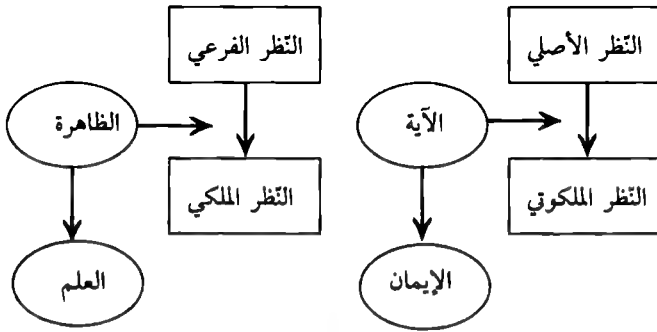 النّظر الأصلي
الآية
النّظر الملكوتي
الإيمان
النّظر الفرعي
الظاهرة
النّظر الملكي
العلم